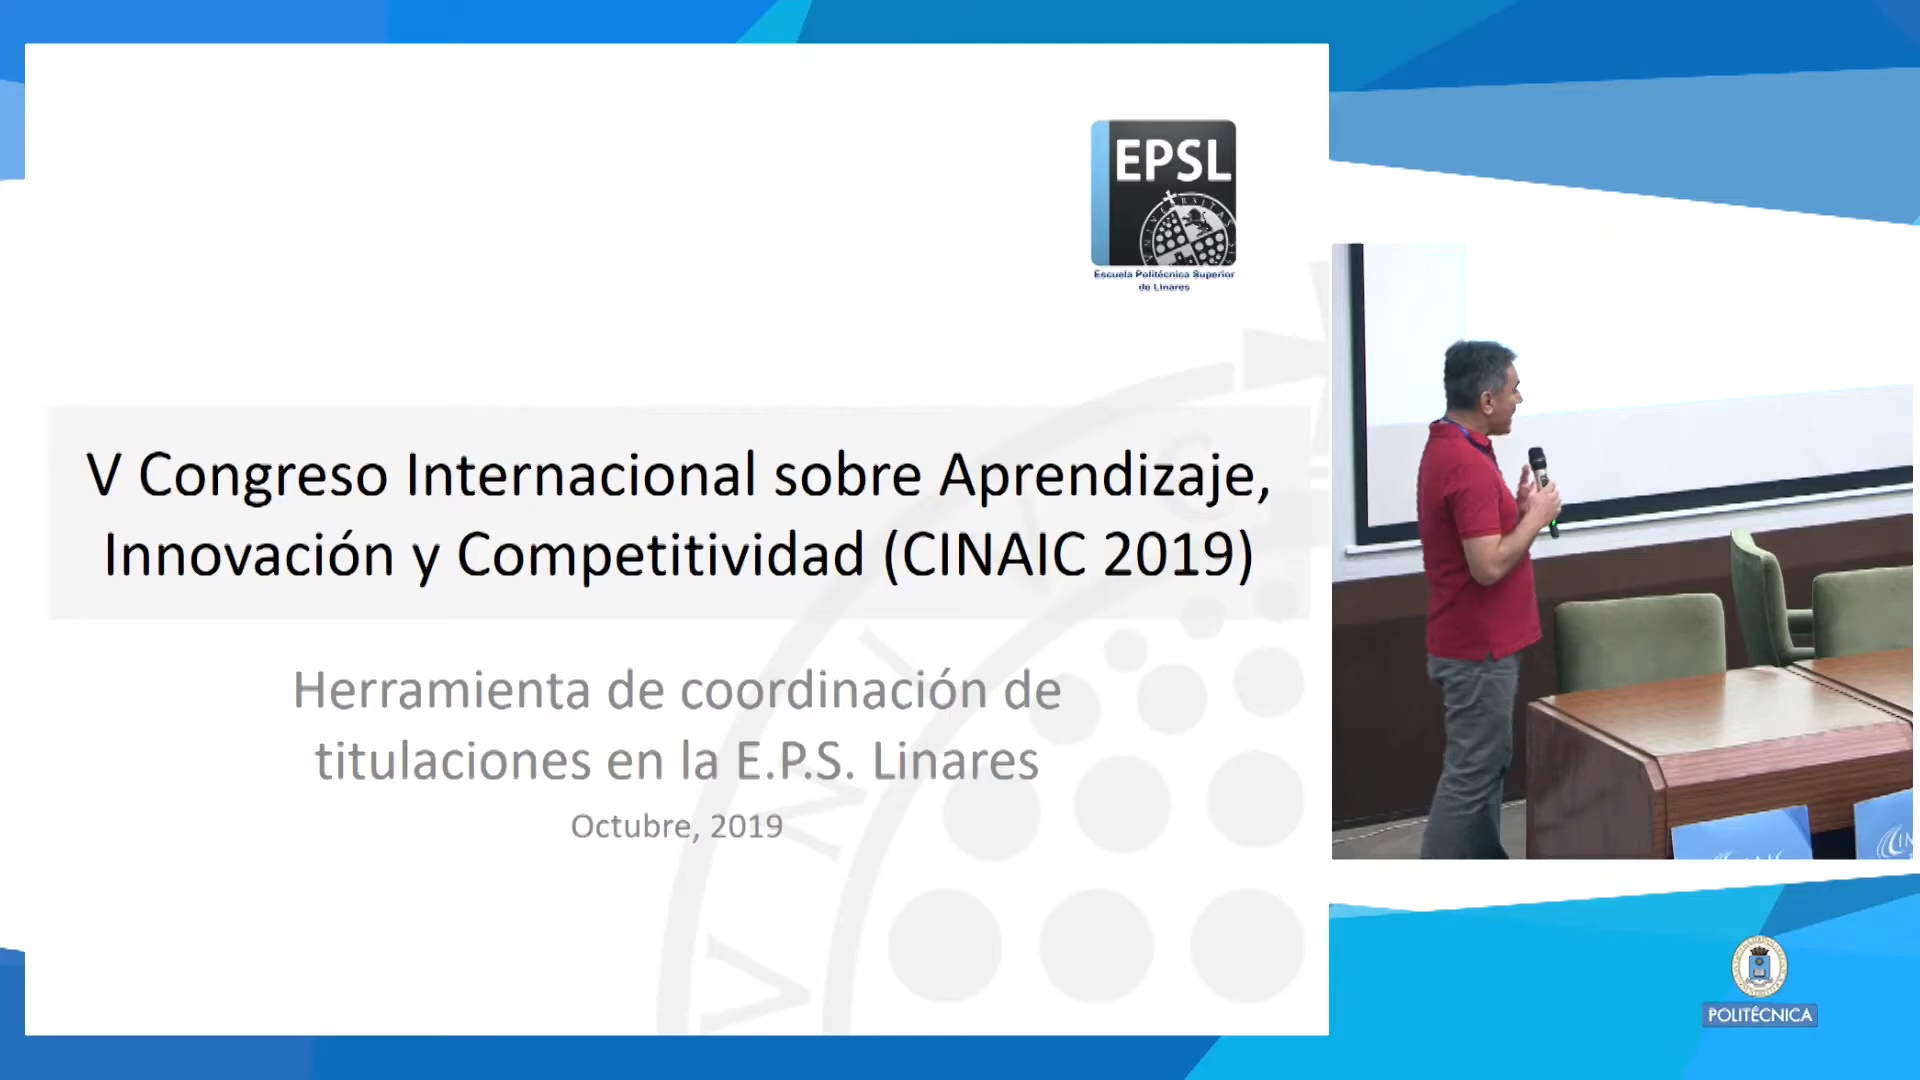 EPSL
Escuela Politécnica Superior
de Linares
V Congreso Internacional sobre Aprendizaje,
Innovación y Competitividad (CINAIC 2019)
Herramienta de coordinación de
titulaciones en la E.P.S. Linares
Octubre, 2019
POLITÉCNICA